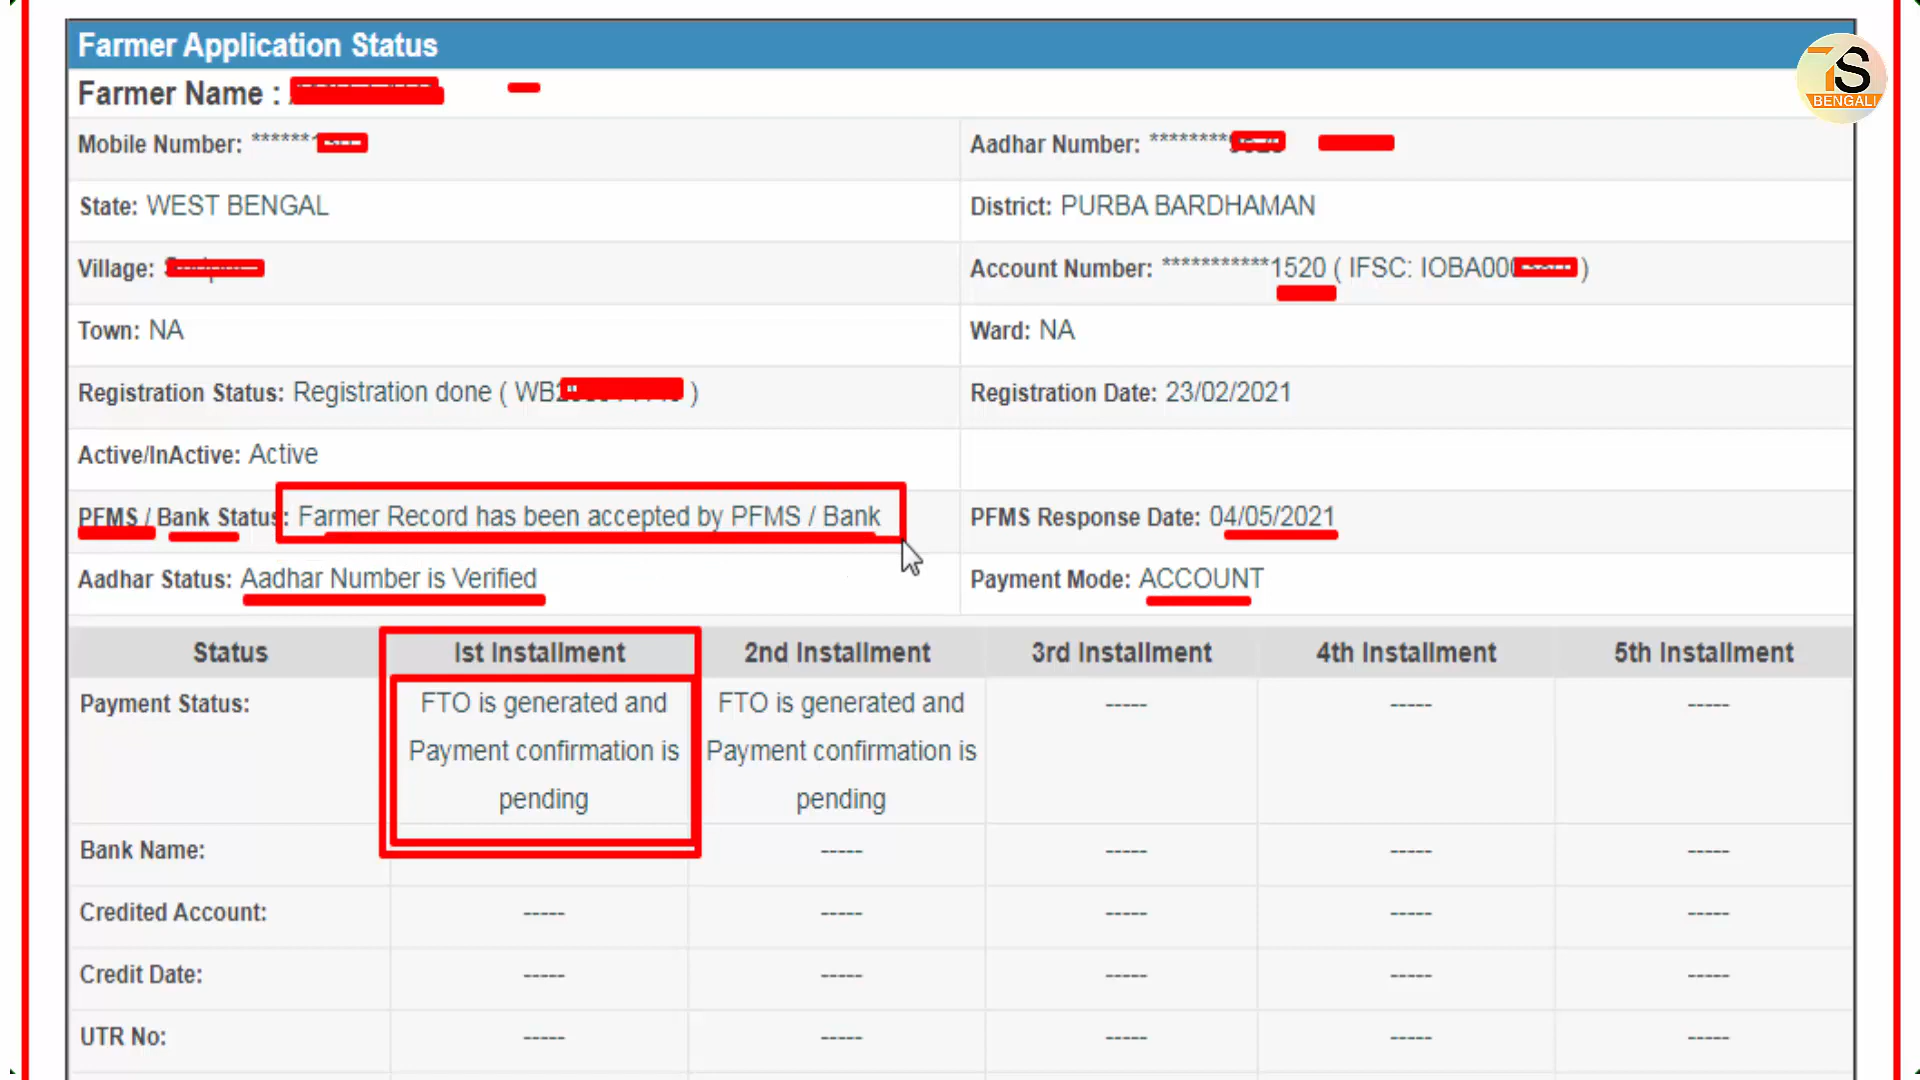 Farmer Application Status
7S
BENGALI
Farmer Name :
Mobile Number: ******
Aadhar Number: ********
State: WEST BENGAL
District: PURBA BARDHAMAN
Village:
Account Number: ***********1520 ( IFSC: IOBA00 )
Town: NA
Ward: NA
Registration Status: Registration done ( WB2 )
Registration Date: 23/02/2021
Active/InActive: Active
PFMS / Bank Status: Farmer Record has been accepted by PFMS / Bank
PFMS Response Date: 04/05/2021
Aadhar Status: Aadhar Number is Verified
Payment Mode: ACCOUNT
Status Ist Installment 2nd Installment 3rd Installment 4th Installment 5th Installment
Payment Status: FTO is generated and FTO is generated and ----- ----- -----
Payment confirmation is Payment confirmation is
pending pending
Bank Name: ----- ----- ----- -----
Credited Account: ----- ----- ----- ----- -----
Credit Date: ----- ----- ----- ----- -----
UTR No: ----- ----- ----- ----- -----